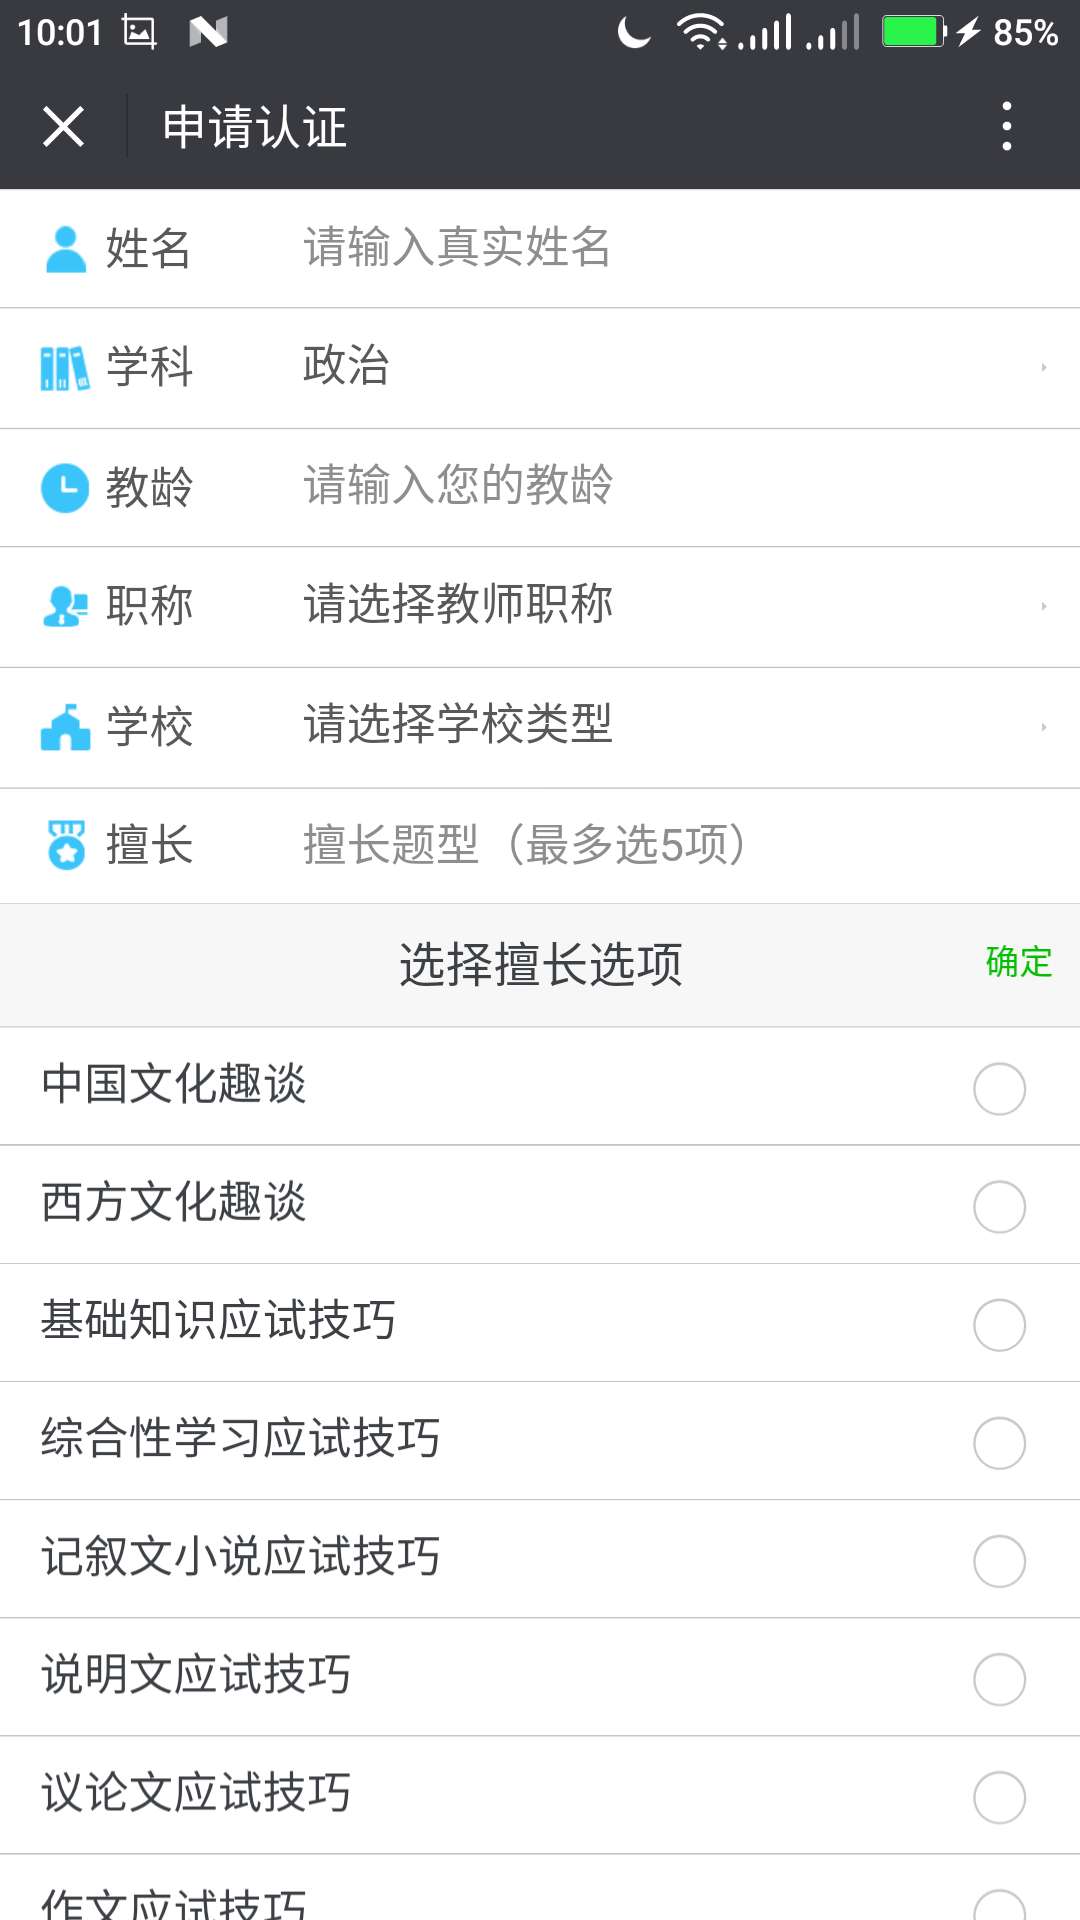 10:01 85%
申请认证
姓名 请输入真实姓名
学科 政治
教龄 请输入您的教龄
职称 请选择教师职称
学校 请选择学校类型
擅长 擅长题型（最多选5项）
选择擅长选项 确定
中国文化趣谈
西方文化趣谈
基础知识应试技巧
综合性学习应试技巧
记叙文小说应试技巧
说明文应试技巧
议论文应试技巧
作文应试技巧